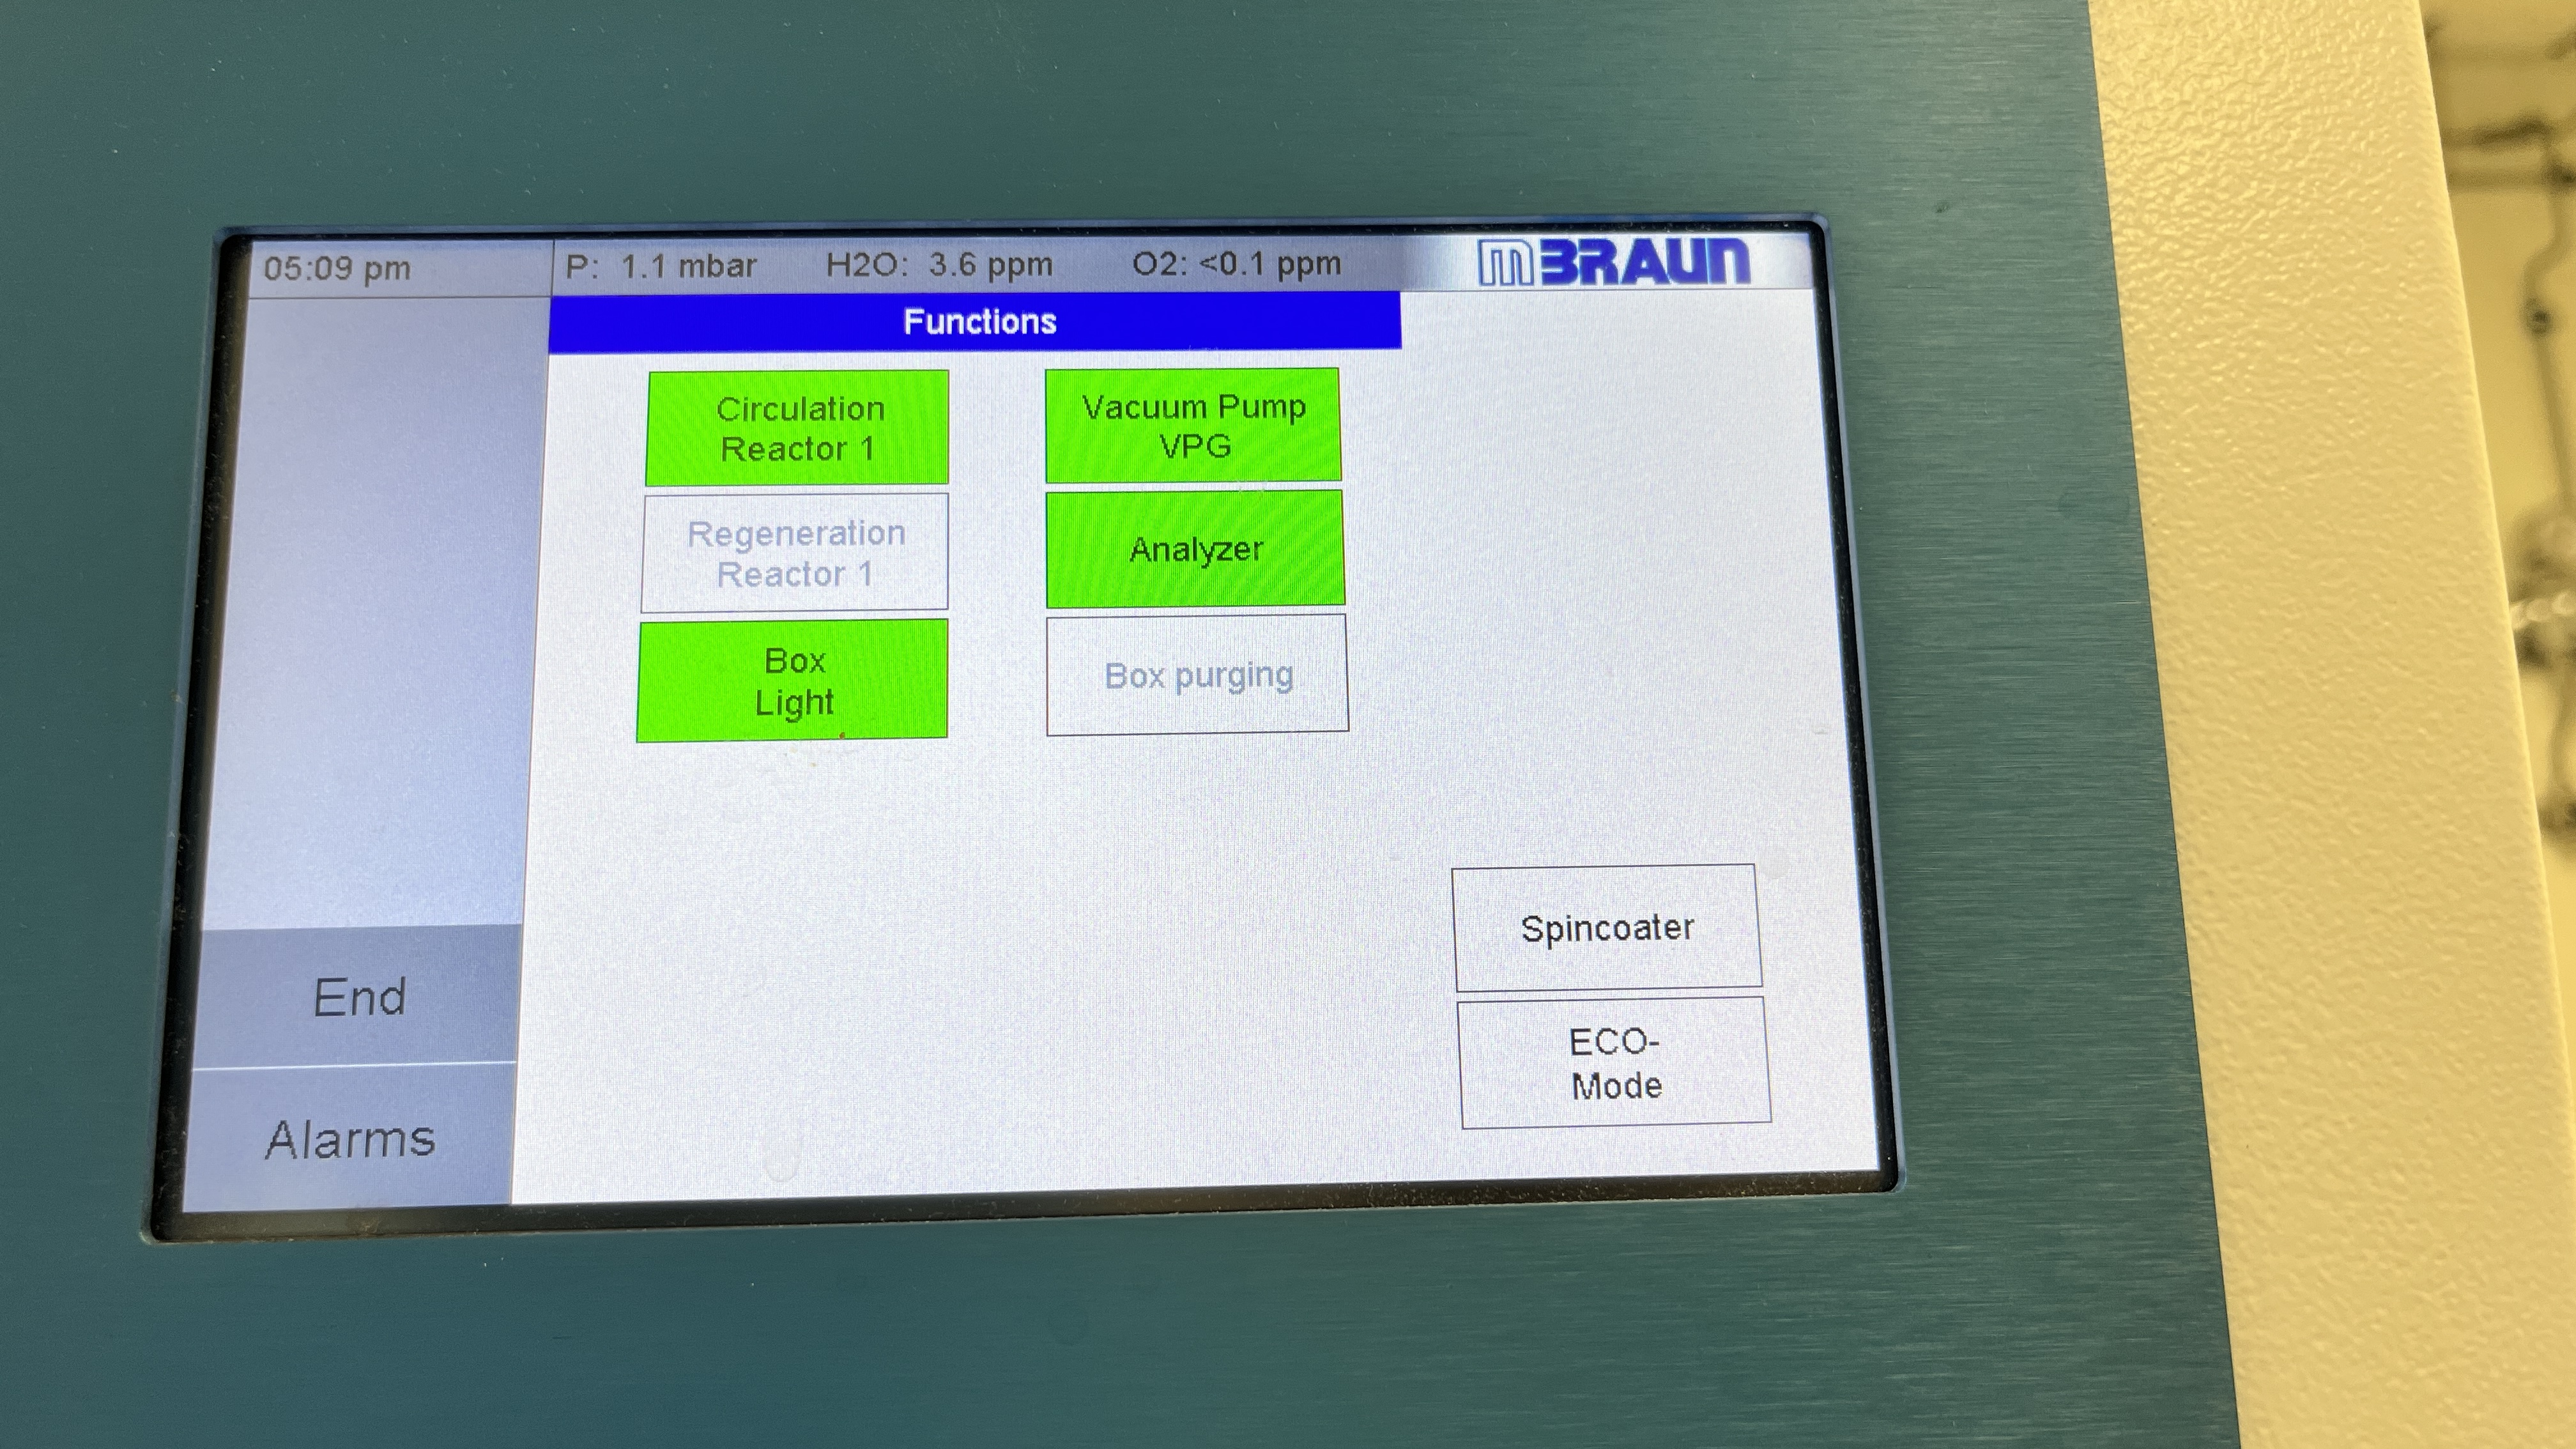 05:09 pm P: 1.1 mbar H2O: 3.6 ppm O2: <0.1 ppm mBRAUN
Functions
Circulation
Reactor 1
Vacuum Pump
VPG
Regeneration
Reactor 1
Analyzer
Box
Light
Box purging
Spincoater
ECO-
Mode
End
Alarms